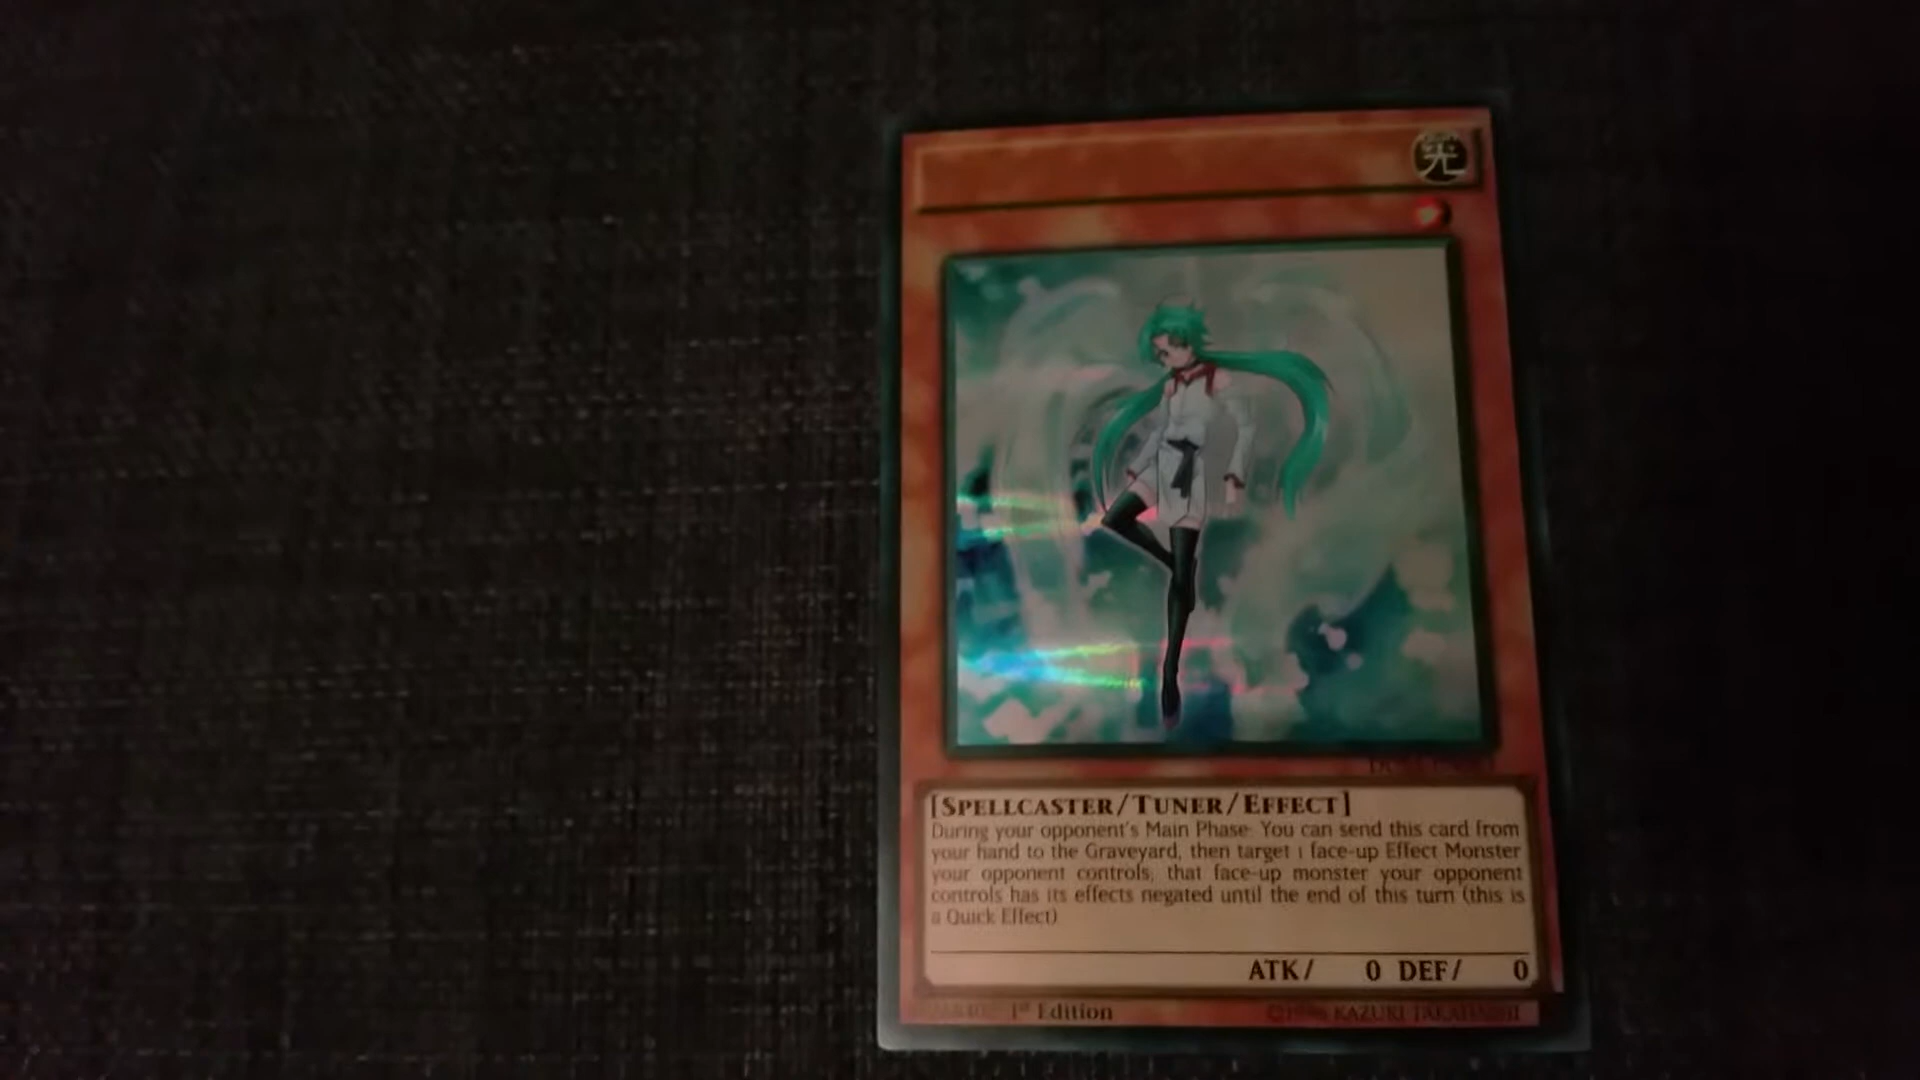 光
[SPELLCASTER/TUNER/EFFECT]
During your opponent's Main Phase: You can send this card from
your hand to the Graveyard, then target 1 face-up Effect Monster
your opponent controls; that face-up monster your opponent
controls has its effects negated until the end of this turn (this is
a Quick Effect)
ATK/ 0 DEF/ 0
1st Edition
©1996 KAZUKI TAKAHASHI